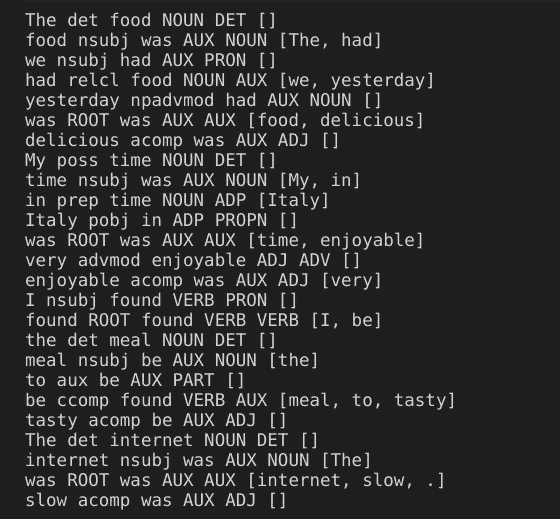 The det food NOUN DET []
food nsubj was AUX NOUN [The, had]
we nsubj had AUX PRON []
had relcl food NOUN AUX [we, yesterday]
yesterday npadvmod had AUX NOUN []
was ROOT was AUX AUX [food, delicious]
delicious acomp was AUX ADJ []
My poss time NOUN DET []
time nsubj was AUX NOUN [My, in]
in prep time NOUN ADP [Italy]
Italy pobj in ADP PROPN []
was ROOT was AUX AUX [time, enjoyable]
very advmod enjoyable ADJ ADV []
enjoyable acomp was AUX ADJ [very]
I nsubj found VERB PRON []
found ROOT found VERB VERB [I, be]
the det meal NOUN DET []
meal nsubj be AUX NOUN [the]
to aux be AUX PART []
be ccomp found VERB AUX [meal, to, tasty]
tasty acomp be AUX ADJ []
The det internet NOUN DET []
internet nsubj was AUX NOUN [The]
was ROOT was AUX AUX [internet, slow, .]
slow acomp was AUX ADJ []